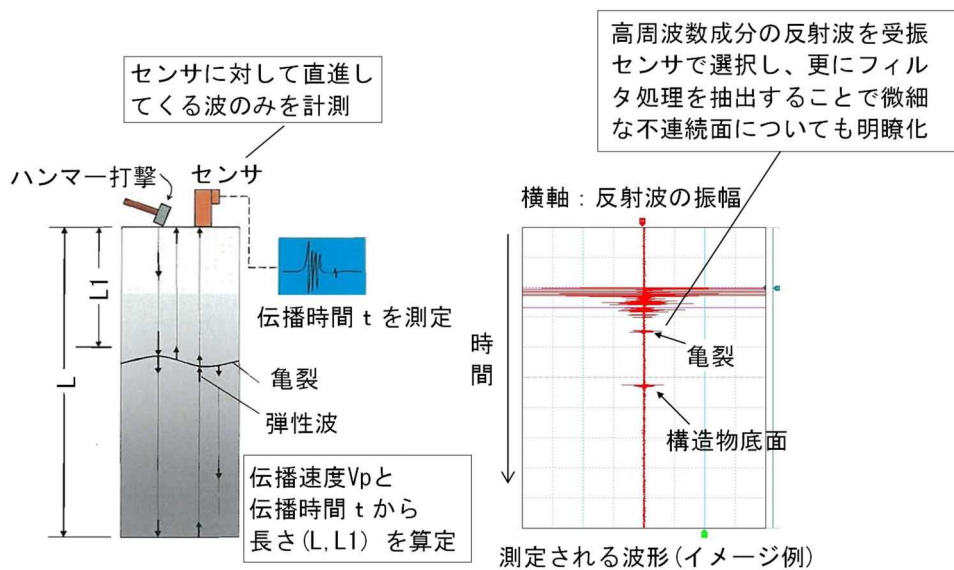 センサに対して直進し
てくる波のみを計測
高周波数成分の反射波を受振
センサで選択し、更にフィル
タ処理を抽出することで微細
な不連続面についても明瞭化
ハンマー打撃
センサ
横軸：反射波の振幅
L1
L
伝播時間ｔを測定
時間
亀裂
亀裂
弾性波
構造物底面
伝播速度Vpと
伝播時間ｔから
長さ(L,L1) を算定
測定される波形(イメージ例)